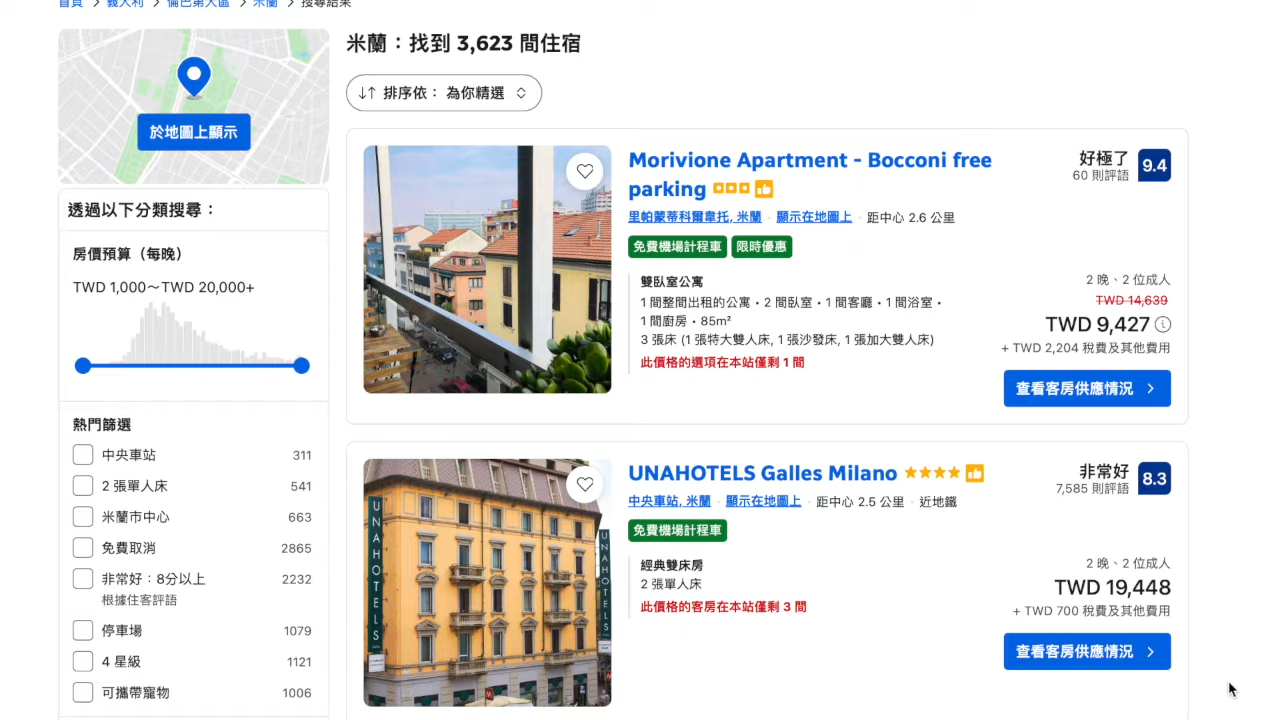 首頁 > 義大利 > 倫巴第大區 > 米蘭 > 搜尋結果
於地圖上顯示
透過以下分類搜尋：
房價預算（每晚）
TWD 1,000～TWD 20,000+
熱門篩選
中央車站 311
2 張單人床 541
米蘭市中心 663
免費取消 2865
非常好：8分以上 2232
根據住客評語
停車場 1079
4 星級 1121
可攜帶寵物 1006
米蘭：找到 3,623 間住宿
排序依： 為你精選
Morivione Apartment - Bocconi free
parking
好極了 9.4
60 則評語
里帕蒙蒂科爾韋托, 米蘭 · 顯示在地圖上 · 距中心 2.6 公里
免費機場計程車 限時優惠
雙臥室公寓
1 間整間出租的公寓 • 2 間臥室 • 1 間客廳 • 1 間浴室 •
1 間廚房 • 85m²
3 張床 (1 張特大雙人床, 1 張沙發床, 1 張加大雙人床)
此價格的選項在本站僅剩 1 間
2 晚、2 位成人
TWD 14,639
TWD 9,427
+ TWD 2,204 稅費及其他費用
查看客房供應情況
UNAHOTELS Galles Milano
非常好 8.3
7,585 則評語
中央車站, 米蘭 · 顯示在地圖上 · 距中心 2.5 公里 · 近地鐵
免費機場計程車
經典雙床房
2 張單人床
此價格的客房在本站僅剩 3 間
2 晚、2 位成人
TWD 19,448
+ TWD 700 稅費及其他費用
查看客房供應情況
UNAHOTELS
UNAHOTELS